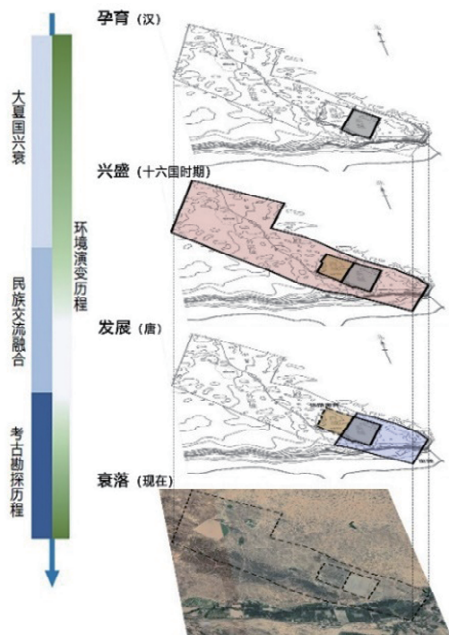 孕育（汉）
兴盛（十六国时期）
发展（唐）
衰落（现在）
大夏国兴衰
民族交流融合
考古勘探历程
环境演变历程